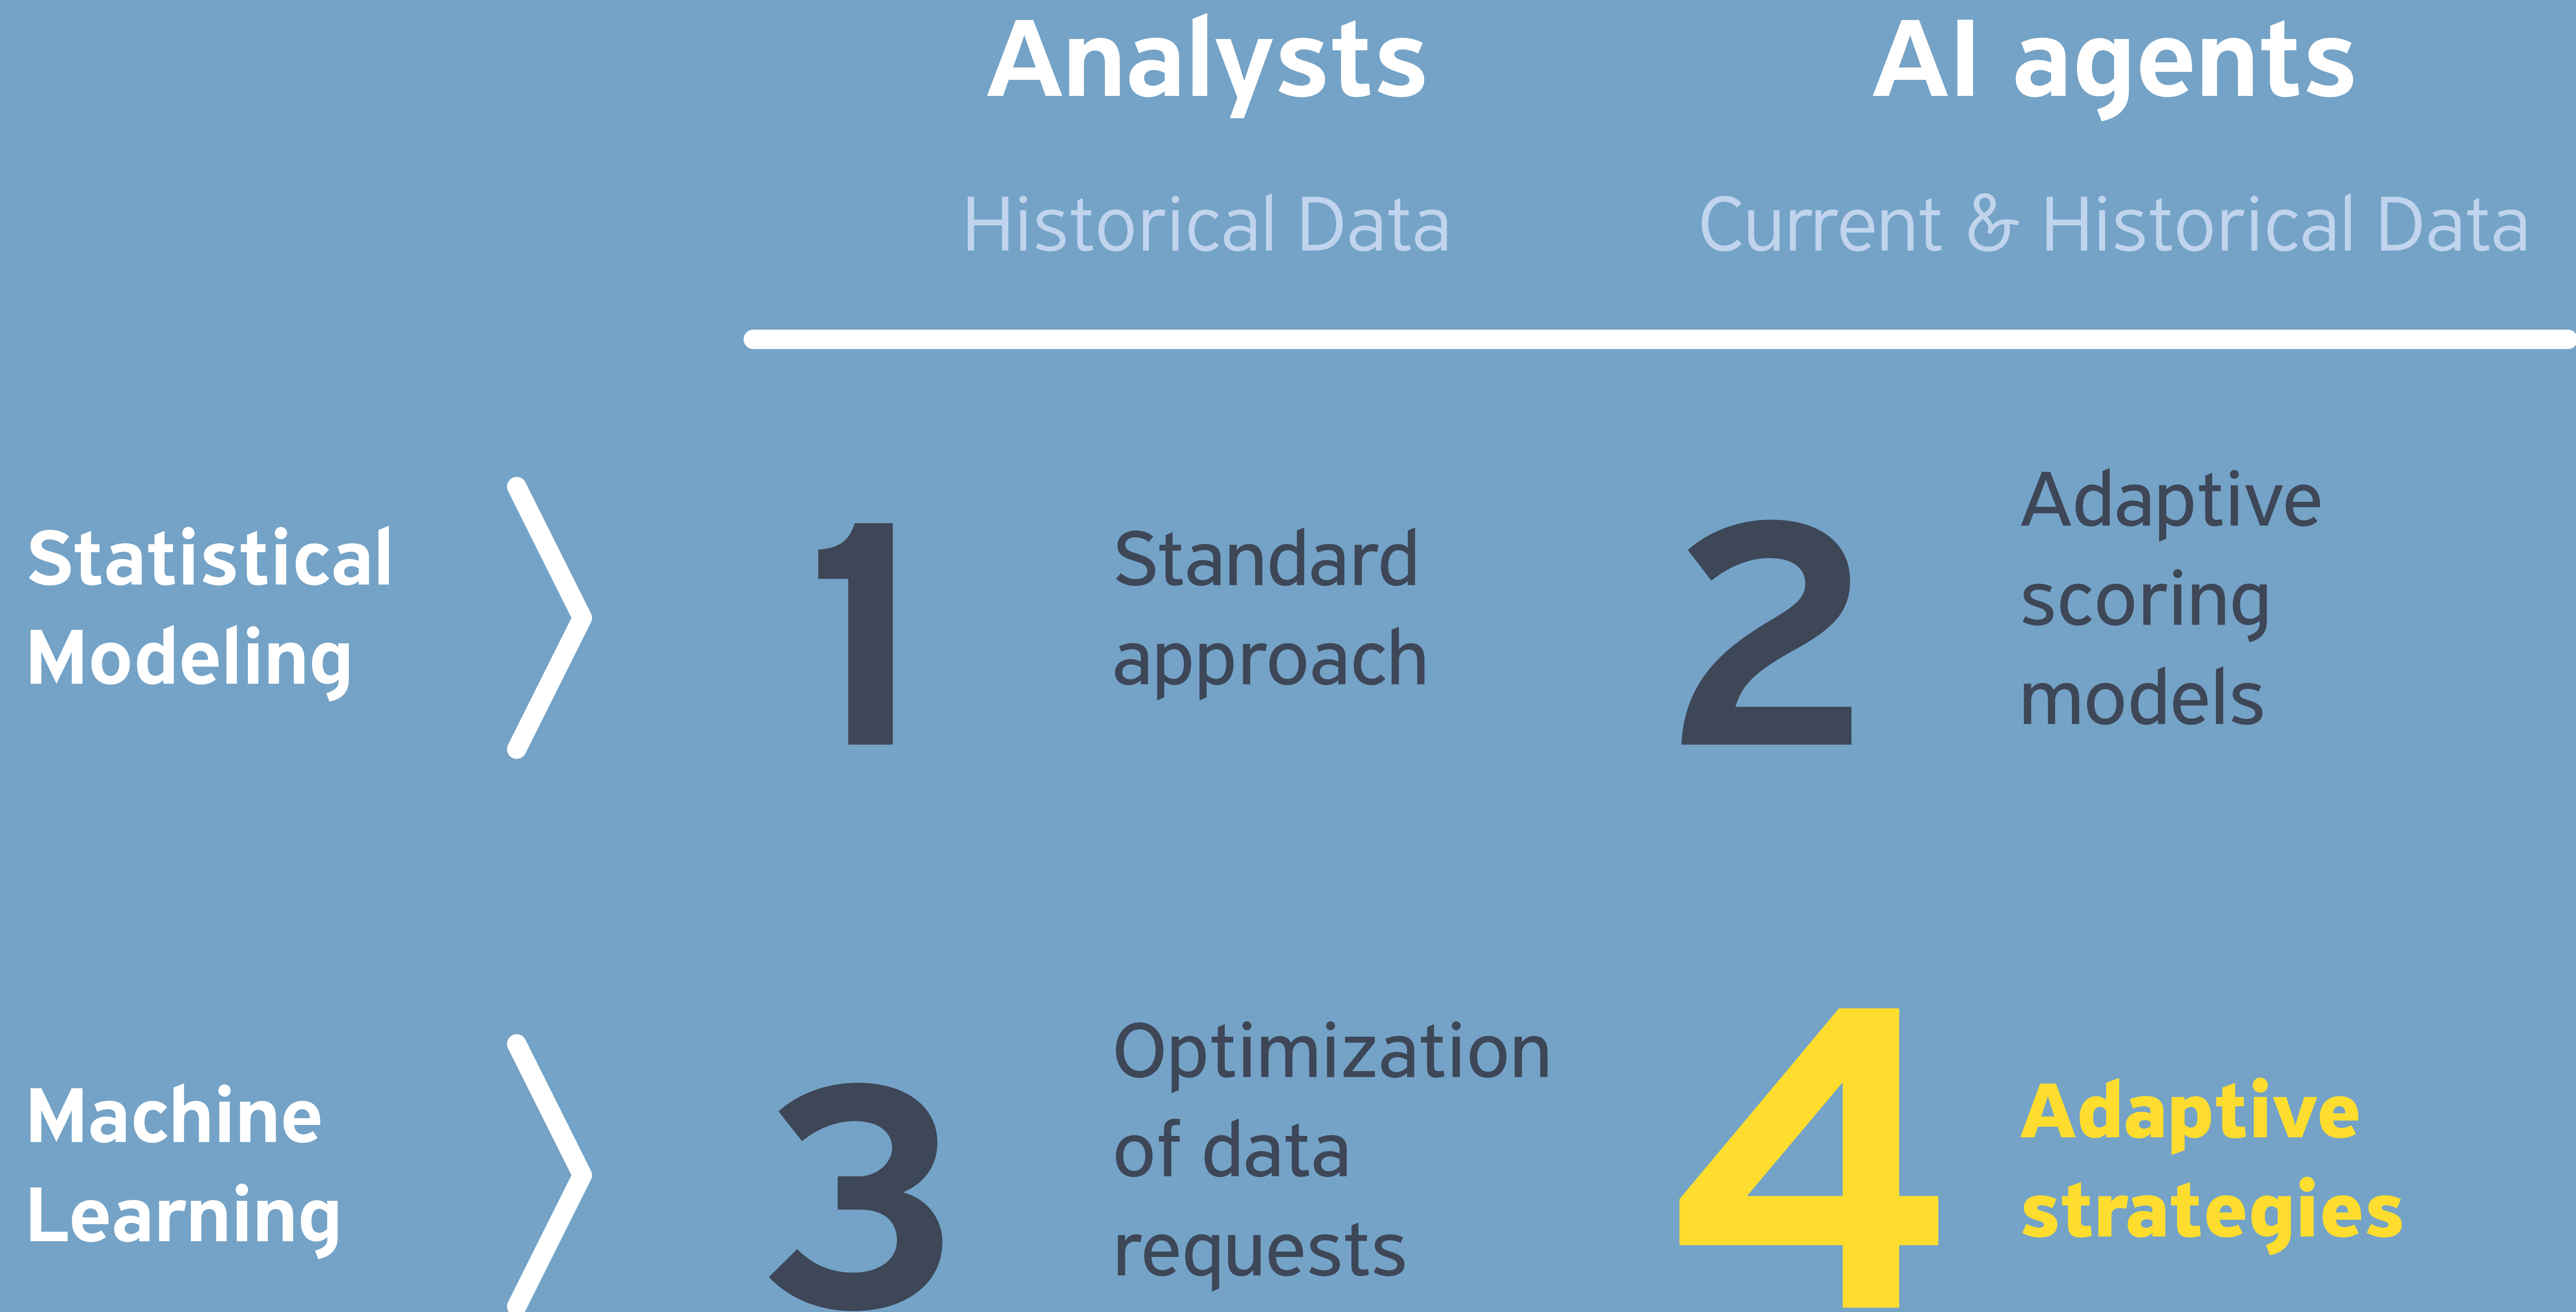 Analysts
AI agents
Historical Data
Current & Historical Data
Statistical
Modeling
1
Standard
approach
2
Adaptive
scoring
models
Machine
Learning
3
Optimization
of data
requests
4
Adaptive
strategies